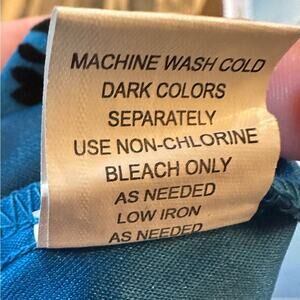 MACHINE WASH COLD
DARK COLORS
SEPARATELY
USE NON-CHLORINE
BLEACH ONLY
AS NEEDED
LOW IRON
AS NEEDED